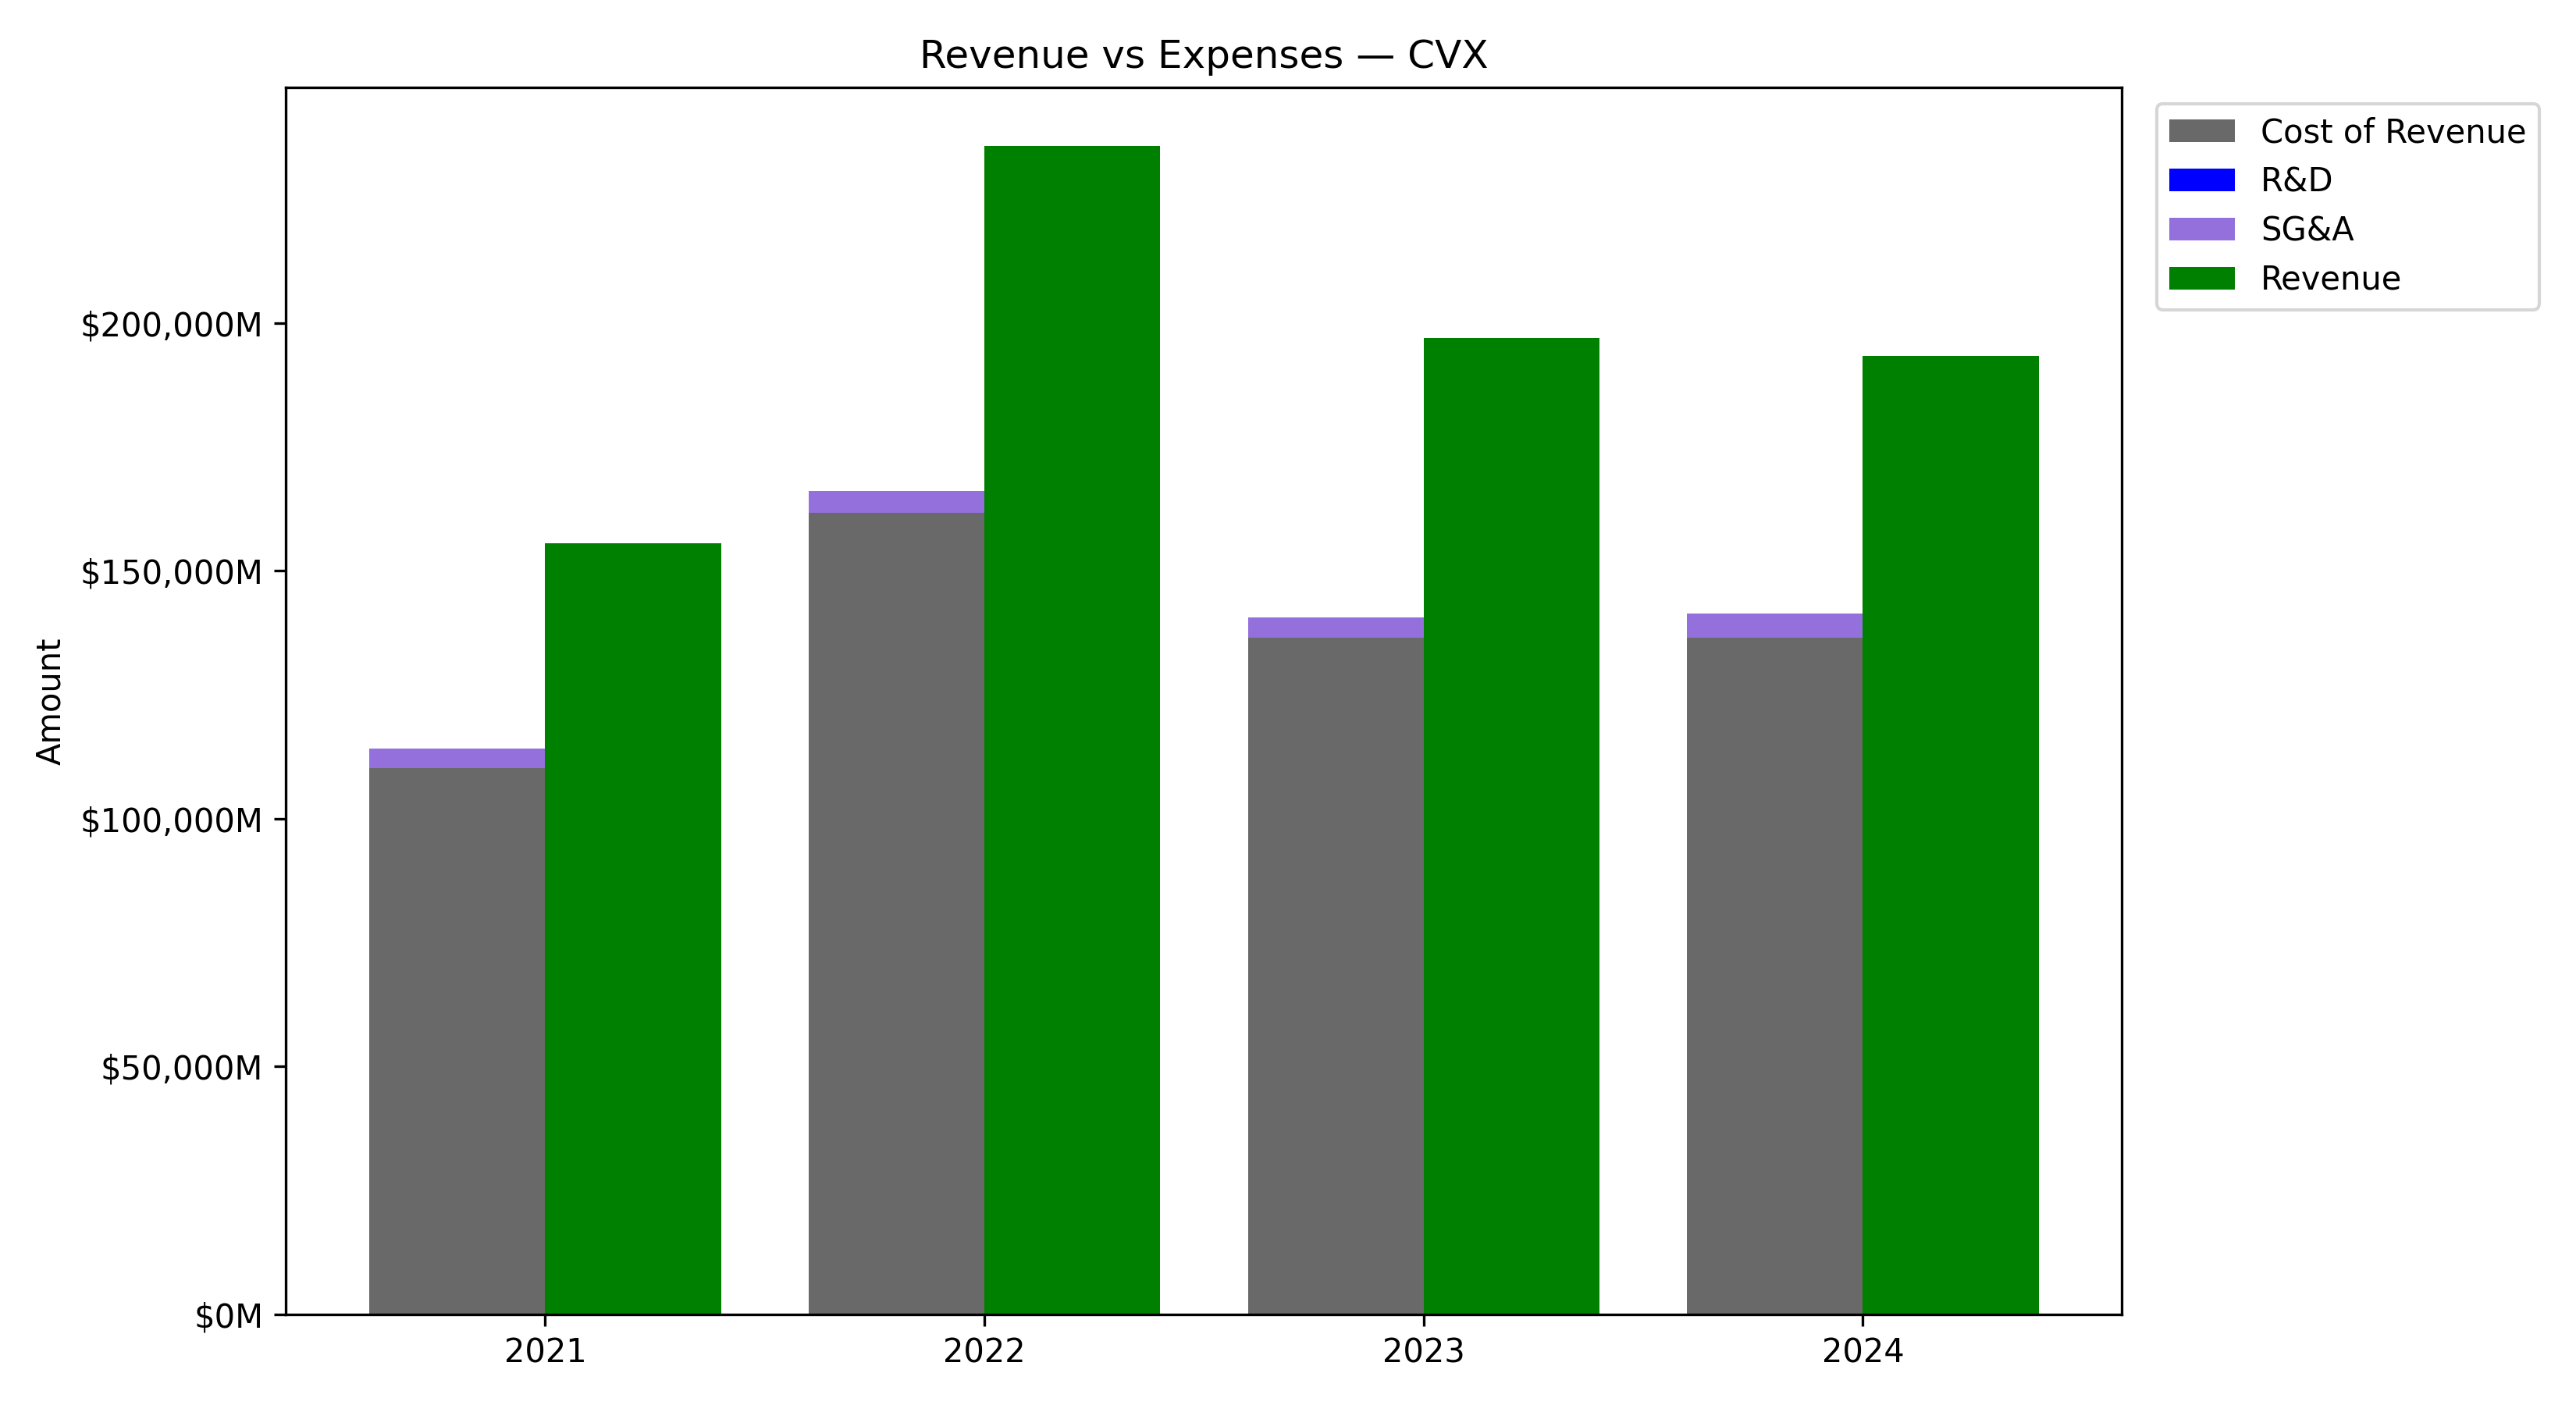 Revenue vs Expenses — CVX
Cost of Revenue
R&D
SG&A
Revenue
Amount
$200,000M
$150,000M
$100,000M
$50,000M
$0M
2021
2022
2023
2024